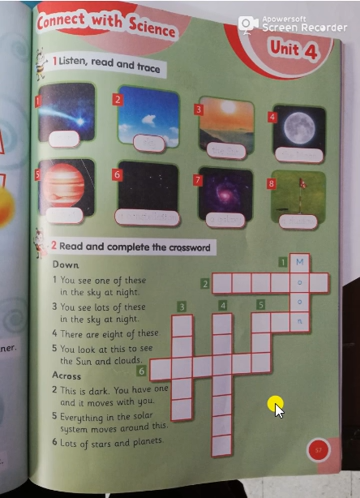 Connect with Science
Apowersoft
Screen Recorder
Unit 4
1 Listen, read and trace
1
2
3
4
5
6
7
8
2 Read and complete the crossword
Down
1 You see one of these
in the sky at night.
3 You see lots of these
in the sky at night.
4 There are eight of these
5 You look at this to see
the Sun and clouds.
Across
2 This is dark. You have one
and it moves with you.
5 Everything in the solar
system moves around this.
6 Lots of stars and planets.
1
M
2
o
3
4
5
o
n
6
ner.